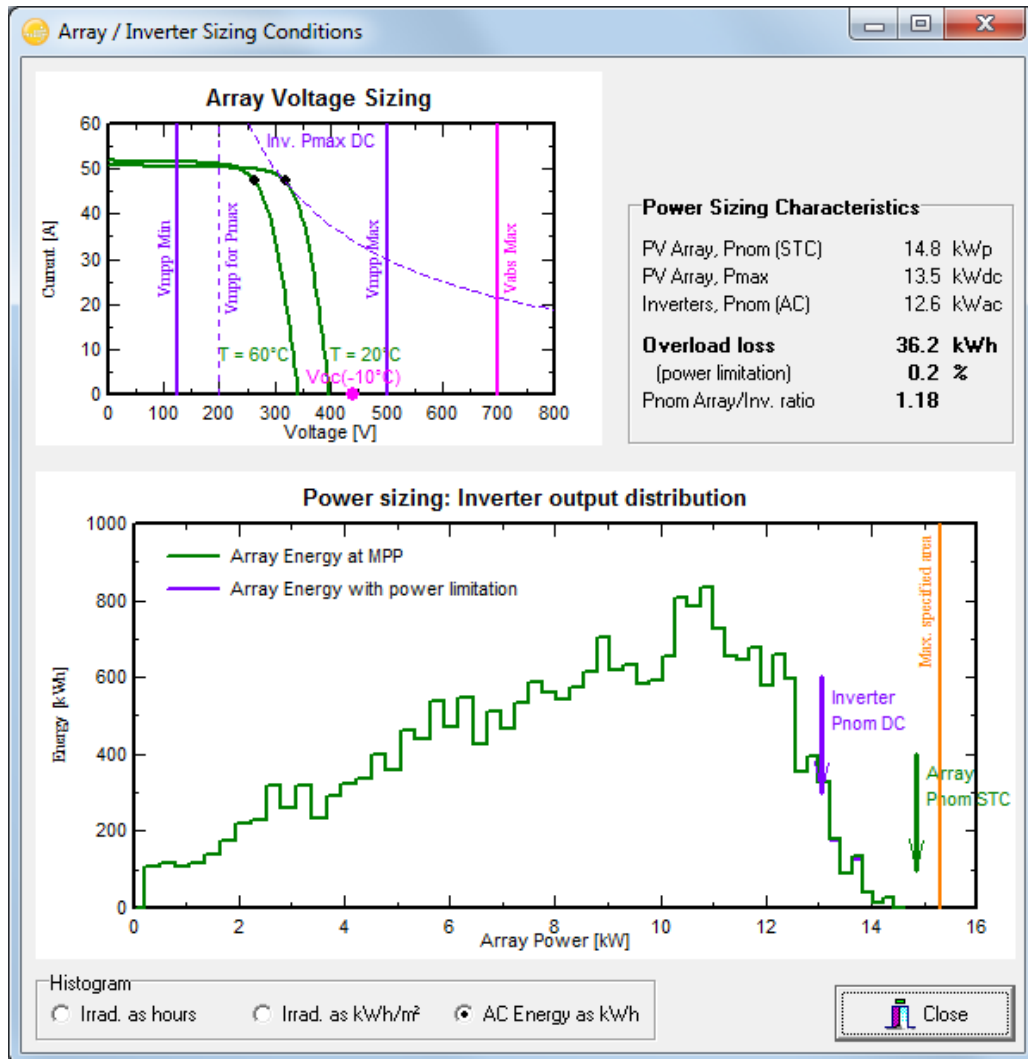 Array / Inverter Sizing Conditions
Array Voltage Sizing
60
50
40
30
20
10
0
Current [A]
Inv. Pmax DC
Vmpp Min
Vmpp for Pmax
Vmpp Max
Vabs Max
T = 60°C
T = 20°C
Voc(-10°C)
0 100 200 300 400 500 600 700 800
Voltage [V]
Power Sizing Characteristics
PV Array, Pnom (STC) 14.8 kWp
PV Array, Pmax 13.5 kWdc
Inverters, Pnom (AC) 12.6 kWac
Overload loss 36.2 kWh
(power limitation) 0.2 %
Pnom Array/Inv. ratio 1.18
Power sizing: Inverter output distribution
1000
800
600
400
200
0
Energy [kWh]
Array Energy at MPP
Array Energy with power limitation
Inverter
Pnom DC
Array
Pnom STC
Max. specified area
0 2 4 6 8 10 12 14 16
Array Power [kW]
Histogram
Irrad. as hours
Irrad. as kWh/m²
AC Energy as kWh
Close